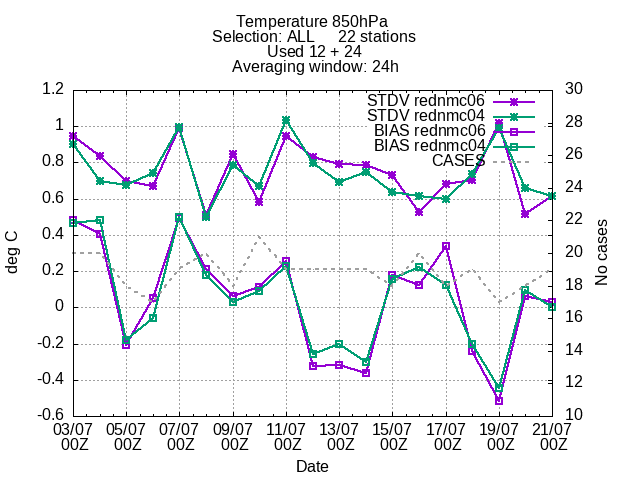 Temperature 850hPa
Selection: ALL 22 stations
Used 12 + 24
Averaging window: 24h
STDV rednmc06
STDV rednmc04
BIAS rednmc06
BIAS rednmc04
CASES
deg C
1.2
1
0.8
0.6
0.4
0.2
0
-0.2
-0.4
-0.6
No cases
30
28
26
24
22
20
18
16
14
12
10
03/07 05/07 07/07 09/07 11/07 13/07 15/07 17/07 19/07 21/07
00Z 00Z 00Z 00Z 00Z 00Z 00Z 00Z 00Z 00Z
Date